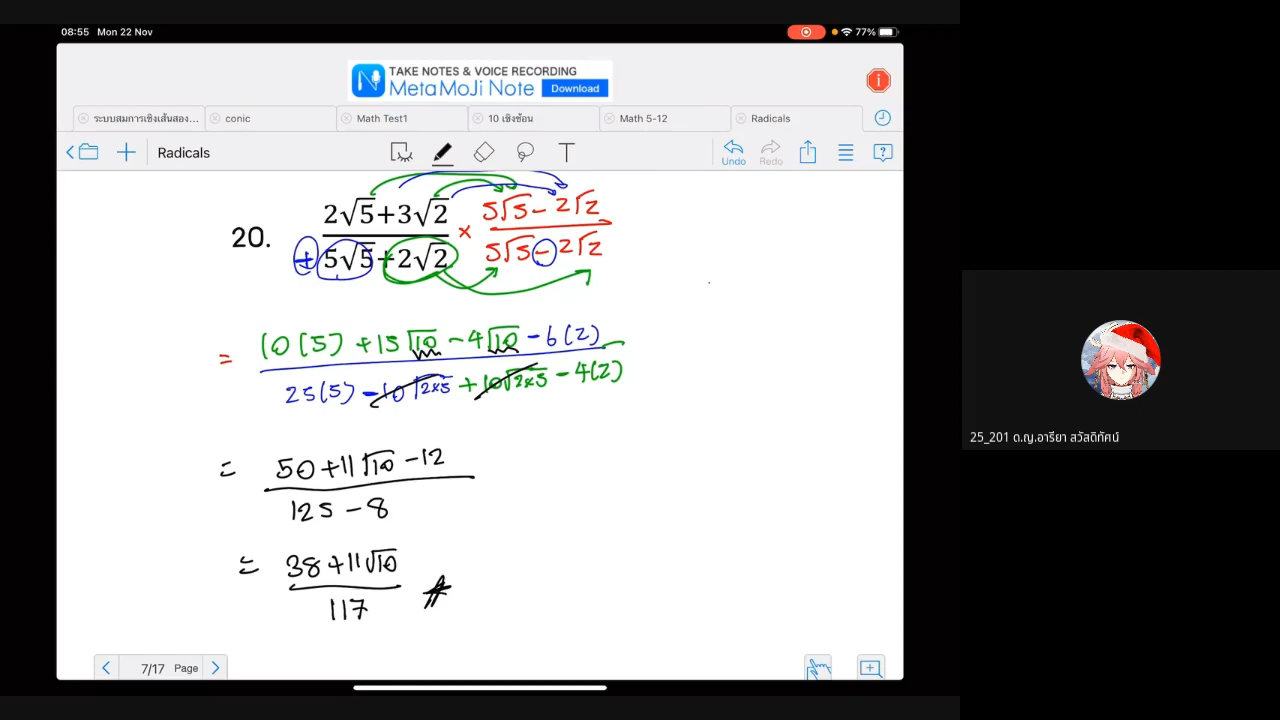 08:55 Mon 22 Nov
77%
TAKE NOTES & VOICE RECORDING
MetaMoJi Note Download
ระบบสมการเชิงเส้นสอง... conic Math Test1 10 เชิงซ้อน Math 5-12 Radicals
Radicals
T
Undo Redo
20. 2√5+3√2 / 5√5+2√2 × 5√5 − 2√2 / 5√5 − 2√2
+
= 10(5) + 15√10 − 4√10 − 6(2) / 25(5) − 10√2×5 + 10√2×5 − 4(2)
= 50 + 11√10 − 12 / 125 − 8
= 38 + 11√10 / 117 #
7/17 Page
25_201 ด.ญ.อารียา สวัสดิทัศน์